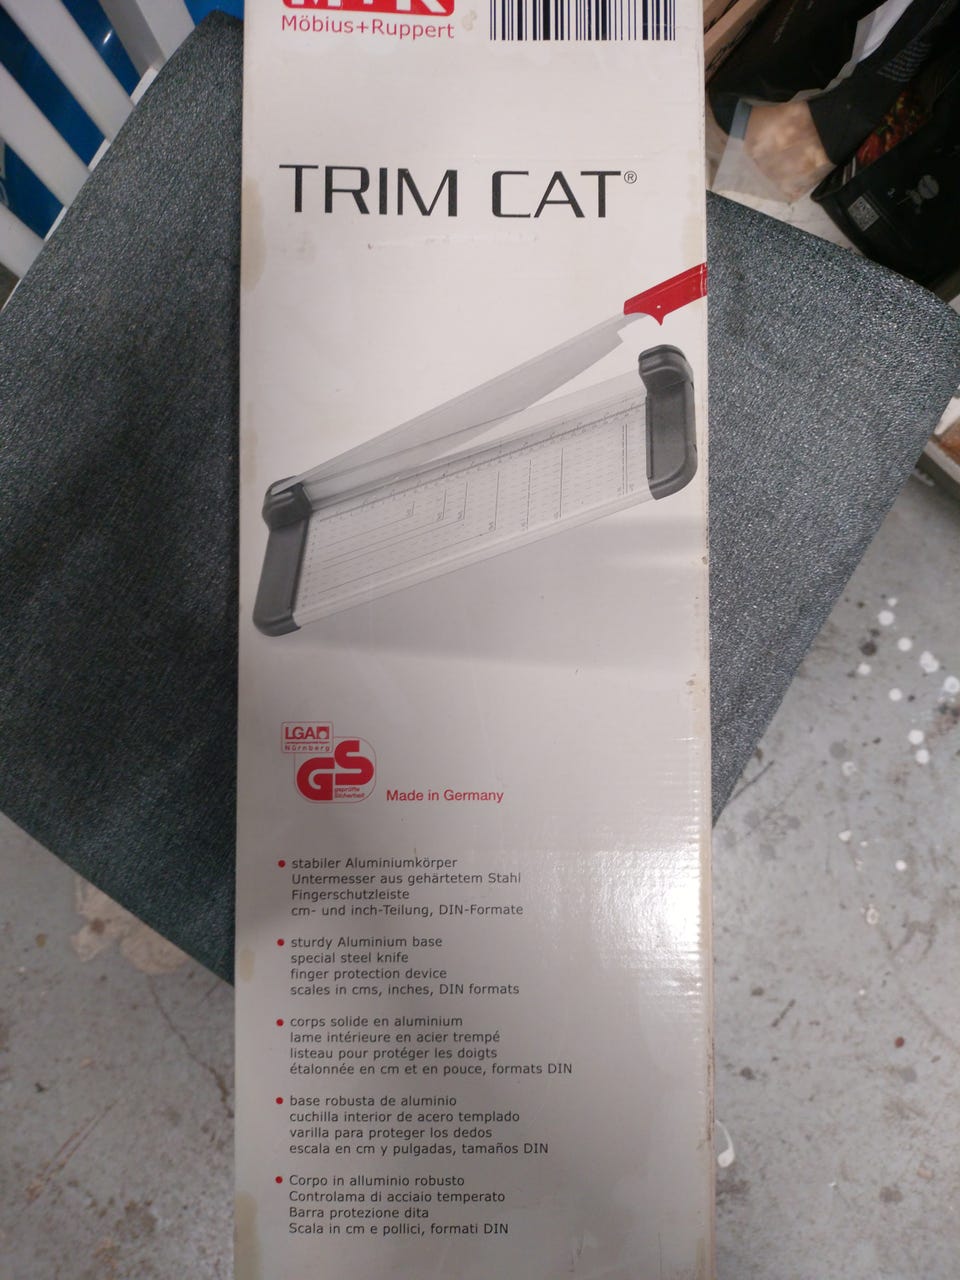 M+R
Möbius+Ruppert
TRIM CAT®
LGA
Nürnberg
GS
geprüfte
Sicherheit
Made in Germany
• stabiler Aluminiumkörper
Untermesser aus gehärtetem Stahl
Fingerschutzleiste
cm- und inch-Teilung, DIN-Formate
• sturdy Aluminium base
special steel knife
finger protection device
scales in cms, inches, DIN formats
• corps solide en aluminium
lame intérieure en acier trempé
listeau pour protéger les doigts
étalonnée en cm et en pouce, formats DIN
• base robusta de aluminio
cuchilla interior de acero templado
varilla para proteger los dedos
escala en cm y pulgadas, tamaños DIN
• Corpo in alluminio robusto
Controlama di acciaio temperato
Barra protezione dita
Scala in cm e pollici, formati DIN